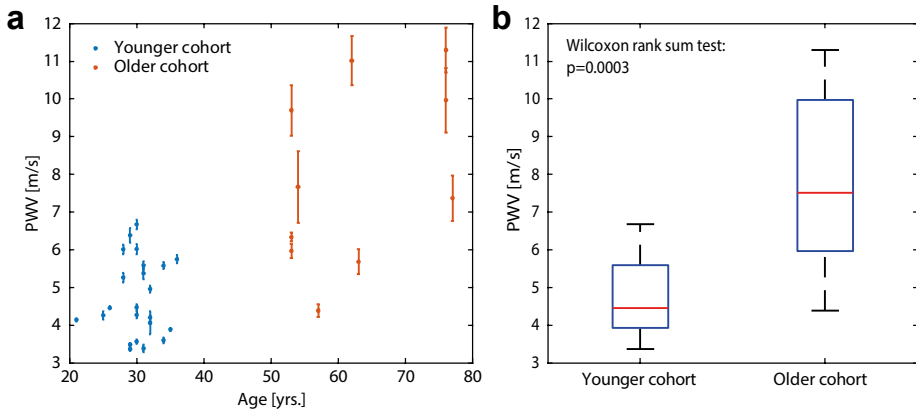 a
Younger cohort
Older cohort
PWV [m/s]
12
11
10
9
8
7
6
5
4
3
20 30 40 50 60 70 80
Age [yrs.]
b
Wilcoxon rank sum test:
p=0.0003
PWV [m/s]
12
11
10
9
8
7
6
5
4
3
Younger cohort Older cohort